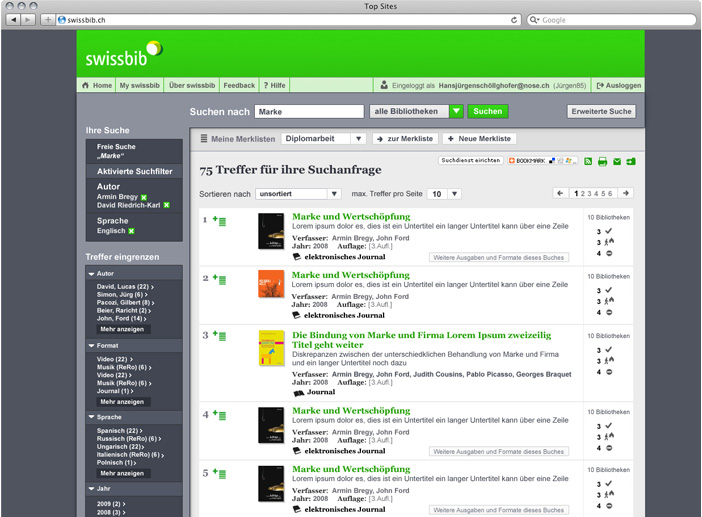 Top Sites
swissbib.ch
Google
swissbib
Home My swissbib Über swissbib Feedback ? Hilfe
Eingeloggt als Hansjürgenschöllghofer@nose.ch (Jürgen85) Ausloggen
Suchen nach Marke alle Bibliotheken Suchen Erweiterte Suche
Ihre Suche
Freie Suche
„Marke“
Aktivierte Suchfilter
Autor
Armin Bregy
David Riedrich-Karl
Sprache
Englisch
Treffer eingrenzen
Autor
David, Lucas (22)
Simon, Jürg (6)
Pacozi, Gilbert (8)
Beier, Raricht (2)
John, Ford (14)
Mehr anzeigen
Format
Video (22)
Musik (ReRo) (6)
Video (22)
Musik (ReRo) (6)
Journal (1)
Mehr anzeigen
Sprache
Spanisch (22)
Russisch (ReRo) (6)
Ungarisch (22)
Italienisch (ReRo) (6)
Polnisch (1)
Mehr anzeigen
Jahr
2009 (2)
2008 (3)
Meine Merklisten Diplomarbeit zur Merkliste Neue Merkliste
Suchdienst einrichten BOOKMARK
75 Treffer für ihre Suchanfrage
Sortieren nach unsortiert max. Treffer pro Seite 10 1 2 3 4 5 6
1
Marke und Wertschöpfung
Lorem ipsum dolor es, dios ist ein Untertitel ein langer Untertitel kann über eine Zeile
Verfasser: Armin Bregy, John Ford
Jahr: 2008 Auflage: [3.Aufl.]
elektronisches Journal
Weitere Ausgaben und Formate dieses Buches
10 Bibliotheken
3
3
4
2
Marke und Wertschöpfung
Lorem ipsum dolor es, dios ist ein Untertitel ein langer Untertitel kann über eine Zeile
Verfasser: Armin Bregy, John Ford
Jahr: 2008 Auflage: [3.Aufl.]
elektronisches Journal
10 Bibliotheken
3
3
4
3
Die Bindung von Marke und Firma Lorem Ipsum zweizeilig
Titel geht weiter
Diskrepanzen zwischen der unterschiedlichen Behandlung von Marke und Firma
und ein langer Untertitel noch dazu
Verfasser: Armin Bregy, John Ford, Judith Cousins, Pablo Picasso, Georges Braquet
Jahr: 2008 Auflage: [3.Aufl.]
Journal
10 Bibliotheken
3
3
4
4
Marke und Wertschöpfung
Lorem ipsum dolor es, dios ist ein Untertitel ein langer Untertitel kann über eine Zeile
Verfasser: Armin Bregy, John Ford
Jahr: 2008 Auflage: [3.Aufl.]
elektronisches Journal
Weitere Ausgaben und Formate dieses Buches
10 Bibliotheken
3
3
4
5
Marke und Wertschöpfung
Lorem ipsum dolor es, dios ist ein Untertitel ein langer Untertitel kann über eine Zeile
Verfasser: Armin Bregy, John Ford
Jahr: 2008 Auflage: [3.Aufl.]
elektronisches Journal
Weitere Ausgaben und Formate dieses Buches
10 Bibliotheken
3
3
4